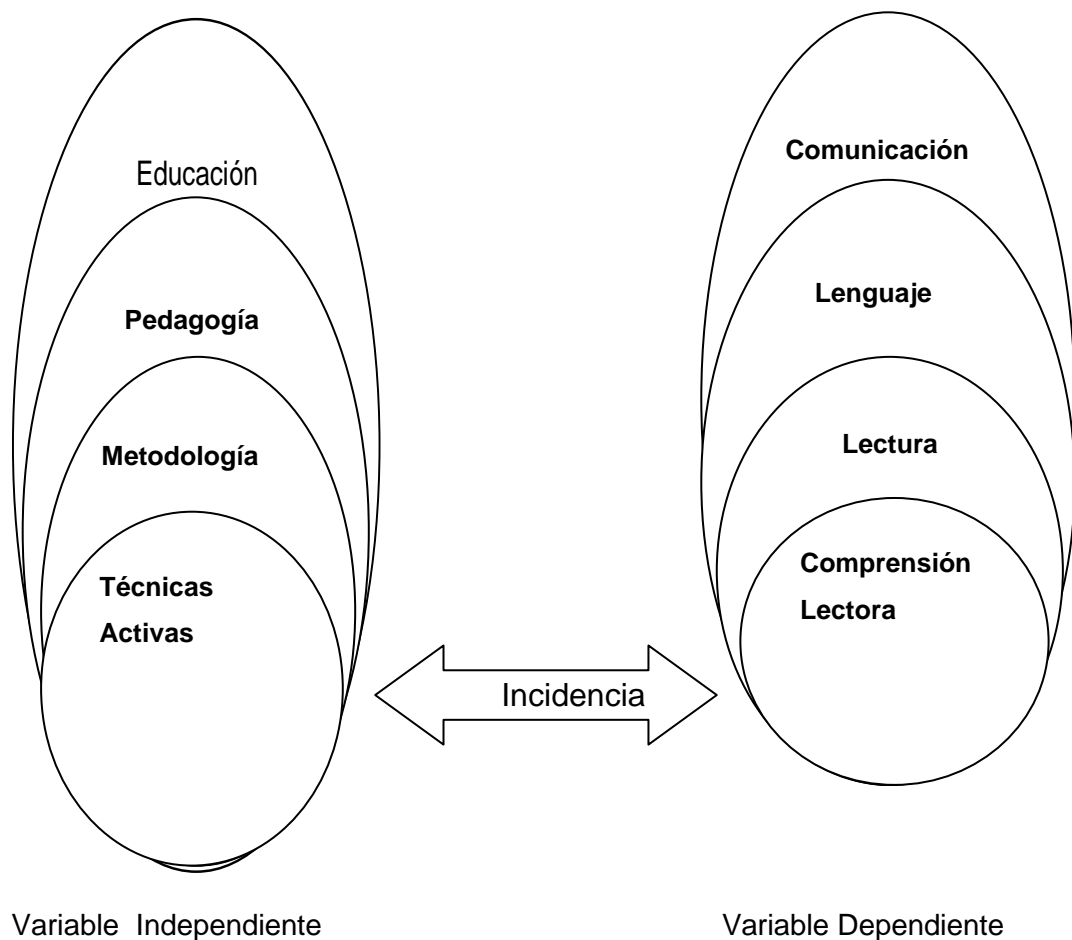 Educación
Pedagogía
Metodología
Técnicas
Activas
Comunicación
Lenguaje
Lectura
Comprensión
Lectora
Incidencia
Variable Independiente
Variable Dependiente